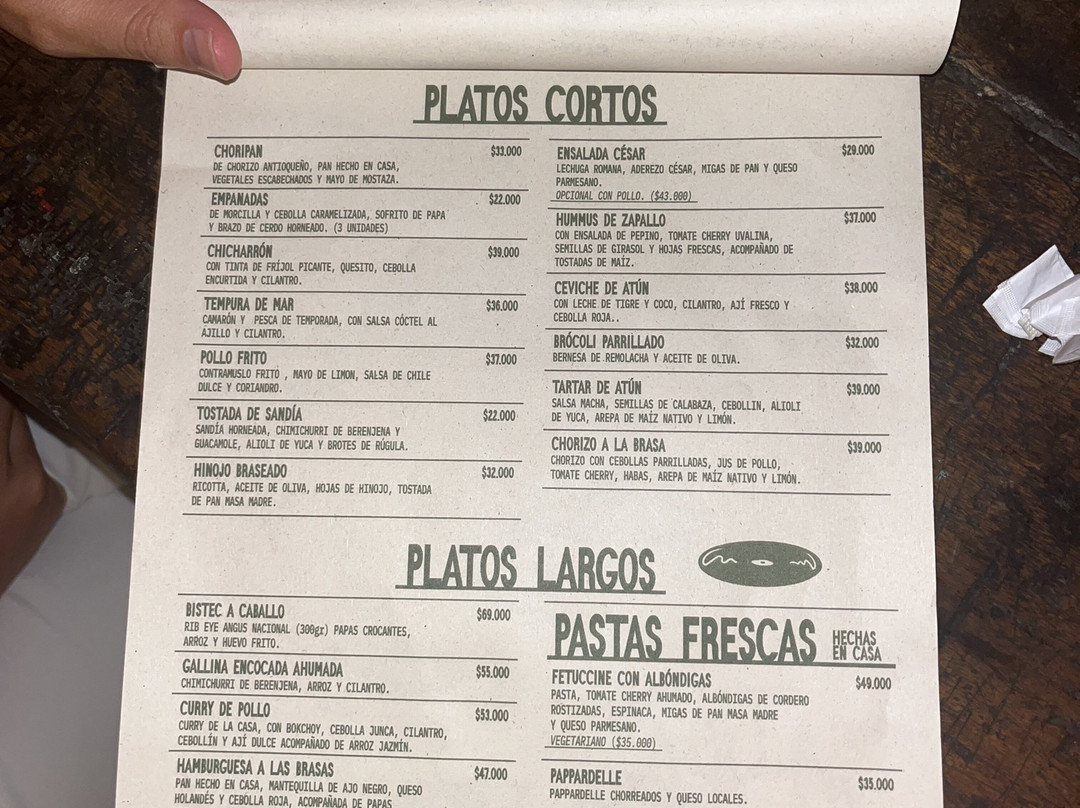 PLATOS CORTOS
CHORIPAN $33.000
DE CHORIZO ANTIOQUEÑO, PAN HECHO EN CASA,
VEGETALES ESCABECHADOS Y MAYO DE MOSTAZA.
EMPANADAS $22.000
DE MORCILLA Y CEBOLLA CARAMELIZADA, SOFRITO DE PAPA
Y BRAZO DE CERDO HORNEADO. (3 UNIDADES)
CHICHARRÓN $39.000
CON TINTA DE FRÍJOL PICANTE, QUESITO, CEBOLLA
ENCURTIDA Y CILANTRO.
TEMPURA DE MAR $36.000
CAMARÓN Y PESCA DE TEMPORADA, CON SALSA CÓCTEL AL
AJILLO Y CILANTRO.
POLLO FRITO $37.000
CONTRAMUSLO FRITO , MAYO DE LIMON, SALSA DE CHILE
DULCE Y CORIANDRO.
TOSTADA DE SANDÍA $22.000
SANDÍA HORNEADA, CHIMICHURRI DE BERENJENA Y
GUACAMOLE, ALIOLI DE YUCA Y BROTES DE RÚGULA.
HINOJO BRASEADO $32.000
RICOTTA, ACEITE DE OLIVA, HOJAS DE HINOJO, TOSTADA
DE PAN MASA MADRE.
ENSALADA CÉSAR $29.000
LECHUGA ROMANA, ADEREZO CÉSAR, MIGAS DE PAN Y QUESO
PARMESANO.
OPCIONAL CON POLLO. ($43.000)
HUMMUS DE ZAPALLO $37.000
CON ENSALADA DE PEPINO, TOMATE CHERRY UVALINA,
SEMILLAS DE GIRASOL Y HOJAS FRESCAS, ACOMPAÑADO DE
TOSTADAS DE MAÍZ.
CEVICHE DE ATÚN $38.000
CON LECHE DE TIGRE Y COCO, CILANTRO, AJÍ FRESCO Y
CEBOLLA ROJA..
BRÓCOLI PARRILLADO $32.000
BERNESA DE REMOLACHA Y ACEITE DE OLIVA.
TARTAR DE ATÚN $39.000
SALSA MACHA, SEMILLAS DE CALABAZA, CEBOLLIN, ALIOLI
DE YUCA, AREPA DE MAÍZ NATIVO Y LIMÓN.
CHORIZO A LA BRASA $39.000
CHORIZO CON CEBOLLAS PARRILLADAS, JUS DE POLLO,
TOMATE CHERRY, HABAS, AREPA DE MAÍZ NATIVO Y LIMÓN.
PLATOS LARGOS
BISTEC A CABALLO $69.000
RIB EYE ANGUS NACIONAL (300gr) PAPAS CROCANTES,
ARROZ Y HUEVO FRITO.
GALLINA ENCOCADA AHUMADA $55.000
CHIMICHURRI DE BERENJENA, ARROZ Y CILANTRO.
CURRY DE POLLO $53.000
CURRY DE LA CASA, CON BOKCHOY, CEBOLLA JUNCA, CILANTRO,
CEBOLLÍN Y AJÍ DULCE ACOMPAÑADO DE ARROZ JAZMÍN.
HAMBURGUESA A LAS BRASAS $47.000
PAN HECHO EN CASA, MANTEQUILLA DE AJO NEGRO, QUESO
HOLANDÉS Y CEBOLLA ROJA, ACOMPAÑADA DE PAPAS
PASTAS FRESCAS HECHAS
EN CASA
FETUCCINE CON ALBÓNDIGAS $49.000
PASTA, TOMATE CHERRY AHUMADO, ALBÓNDIGAS DE CORDERO
ROSTIZADAS, ESPINACA, MIGAS DE PAN MASA MADRE
Y QUESO PARMESANO.
VEGETARIANO ($35.000)
PAPPARDELLE $35.000
PAPPARDELLE CHORREADOS Y QUESO LOCALES.